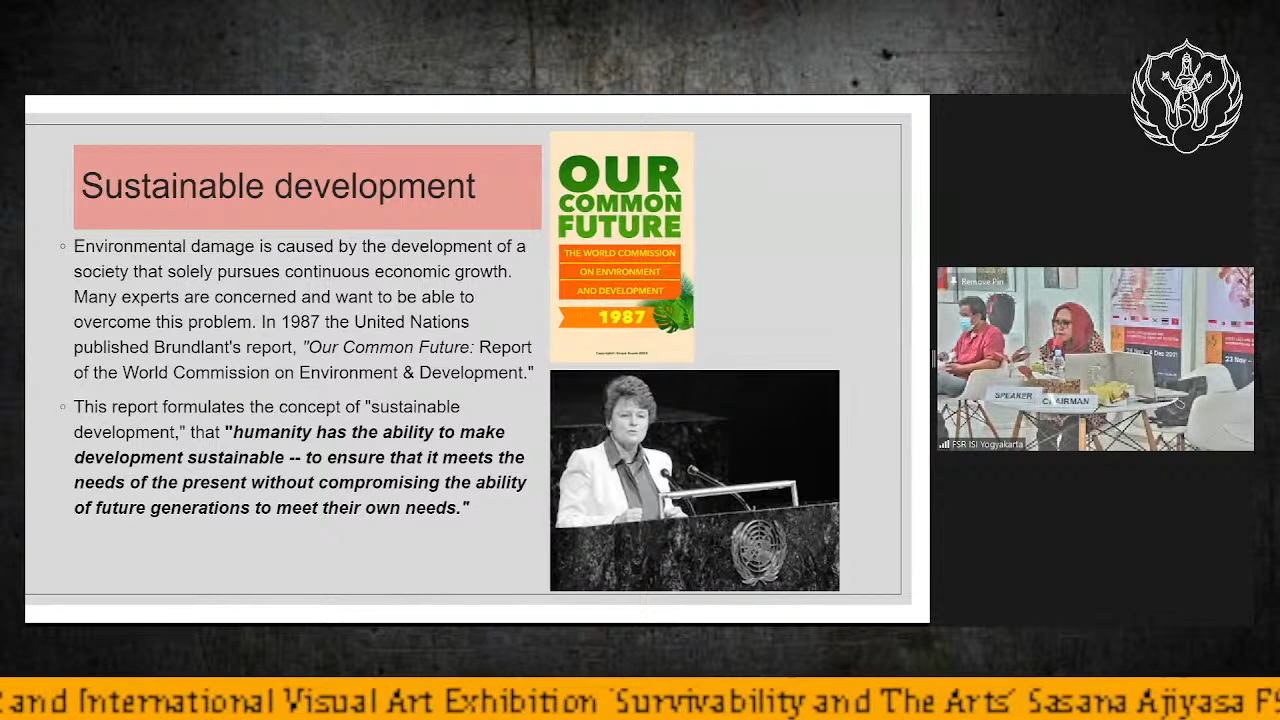 Sustainable development
Environmental damage is caused by the development of a
society that solely pursues continuous economic growth.
Many experts are concerned and want to be able to
overcome this problem. In 1987 the United Nations
published Brundlant's report, "Our Common Future: Report
of the World Commission on Environment & Development."
This report formulates the concept of "sustainable
development," that "humanity has the ability to make
development sustainable -- to ensure that it meets the
needs of the present without compromising the ability
of future generations to meet their own needs."
OUR
COMMON
FUTURE
THE WORLD COMMISSION
ON ENVIRONMENT
AND DEVELOPMENT
1987
Remove Pin
SPEAKER
CHAIRMAN
23 Nov -
FSR ISI Yogyakarta
and International Visual Art Exhibition 'Survivability and The Arts' Sasana Ajiyasa